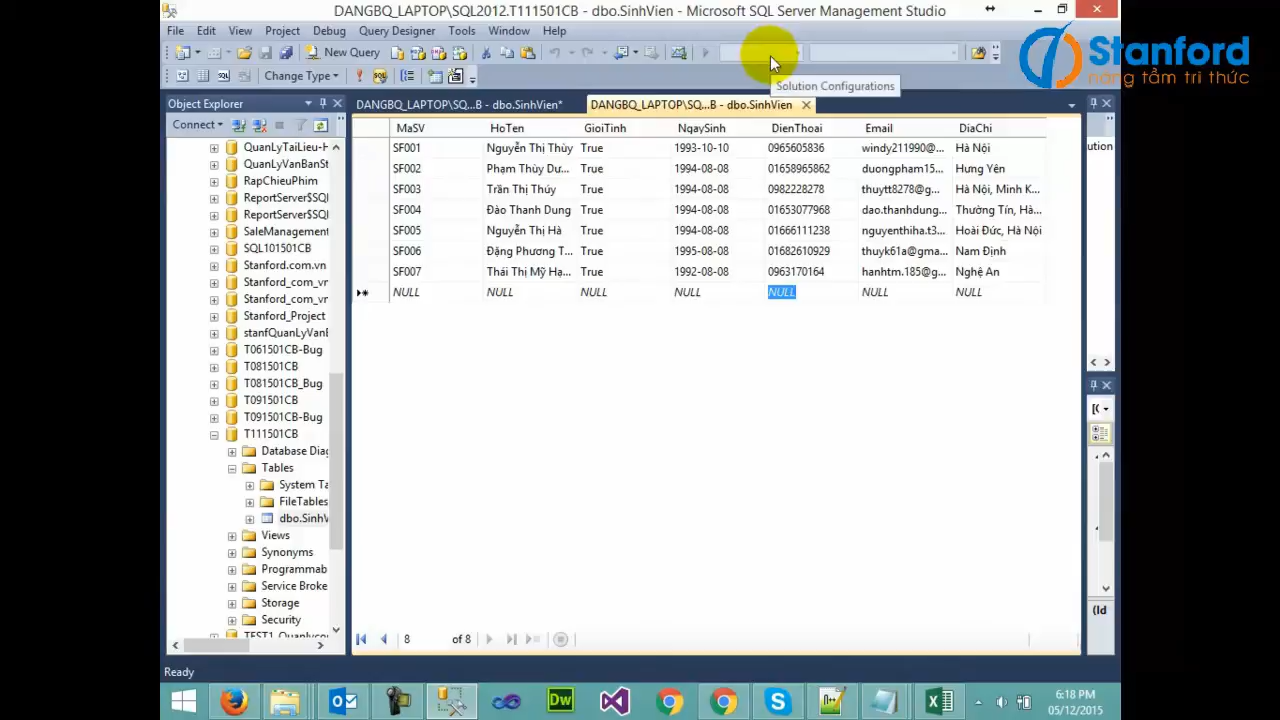 DANGBQ_LAPTOP\SQL2012.T111501CB - dbo.SinhVien - Microsoft SQL Server Management Studio
File Edit View Project Debug Query Designer Tools Window Help
New Query
Change Type
Solution Configurations
Stanford
nâng tầm tri thức
Object Explorer
Connect
DANGBQ_LAPTOP\SQ...B - dbo.SinhVien*
DANGBQ_LAPTOP\SQ...B - dbo.SinhVien
MaSV HoTen GioiTinh NgaySinh DienThoai Email DiaChi
SF001 Nguyễn Thị Thùy True 1993-10-10 0965605836 windy211990@... Hà Nội
SF002 Phạm Thùy Dư... True 1994-08-08 01658965862 duongpham15... Hưng Yên
SF003 Trần Thị Thúy True 1994-08-08 0982228278 thuytt8278@g... Hà Nội, Minh K...
SF004 Đào Thanh Dung True 1994-08-08 01653077968 dao.thanhdung... Thường Tín, Hà...
SF005 Nguyễn Thị Hà True 1994-08-08 01666111238 nguyenthiha.t3... Hoài Đức, Hà Nội
SF006 Đặng Phương T... True 1995-08-08 01682610929 thuyk61a@gma... Nam Định
SF007 Thái Thị Mỹ Hạ... True 1992-08-08 0963170164 hanhtm.185@g... Nghệ An
NULL NULL NULL NULL NULL NULL NULL
QuanLyTaiLieu-H
QuanLyVanBanSt
RapChieuPhim
ReportServer$SQL
ReportServer$SQL
SaleManagement
SQL101501CB
Stanford.com.vn
Stanford_com_vn
Stanford_com_vn
Stanford_Project
stanfQuanLyVanB
T061501CB-Bug
T081501CB
T081501CB_Bug
T091501CB
T091501CB-Bug
T111501CB
Database Diag
Tables
System Ta
FileTables
dbo.SinhV
Views
Synonyms
Programmab
Service Broke
Storage
Security
TEST1_Quanlyco
ution
(Id
8 of 8
Ready
Dw
6:18 PM
05/12/2015